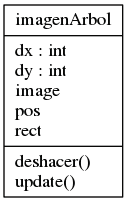 imagenArbol
dx : int
dy : int
image
pos
rect
deshacer()
update()